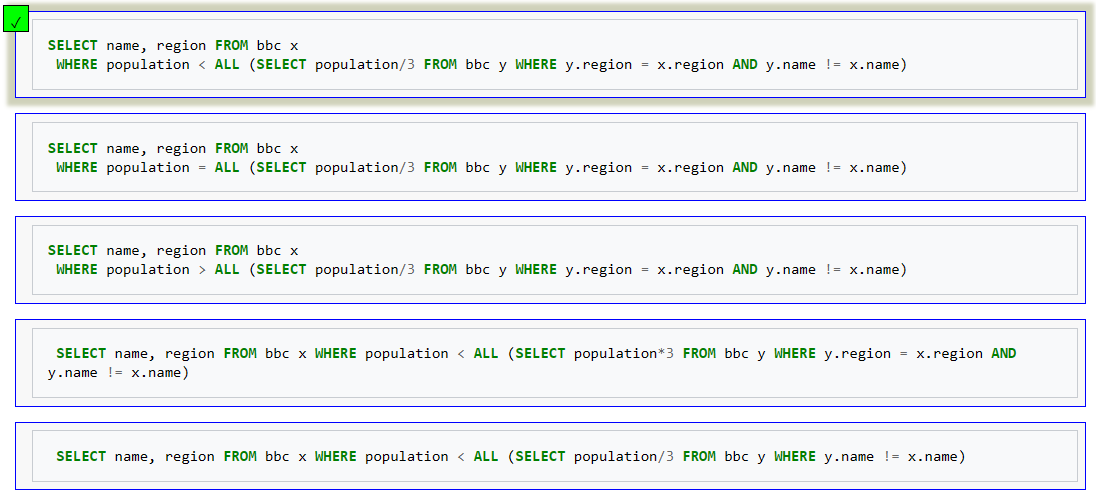 ✓
SELECT name, region FROM bbc x
WHERE population < ALL (SELECT population/3 FROM bbc y WHERE y.region = x.region AND y.name != x.name)
SELECT name, region FROM bbc x
WHERE population = ALL (SELECT population/3 FROM bbc y WHERE y.region = x.region AND y.name != x.name)
SELECT name, region FROM bbc x
WHERE population > ALL (SELECT population/3 FROM bbc y WHERE y.region = x.region AND y.name != x.name)
SELECT name, region FROM bbc x WHERE population < ALL (SELECT population*3 FROM bbc y WHERE y.region = x.region AND
y.name != x.name)
SELECT name, region FROM bbc x WHERE population < ALL (SELECT population/3 FROM bbc y WHERE y.name != x.name)